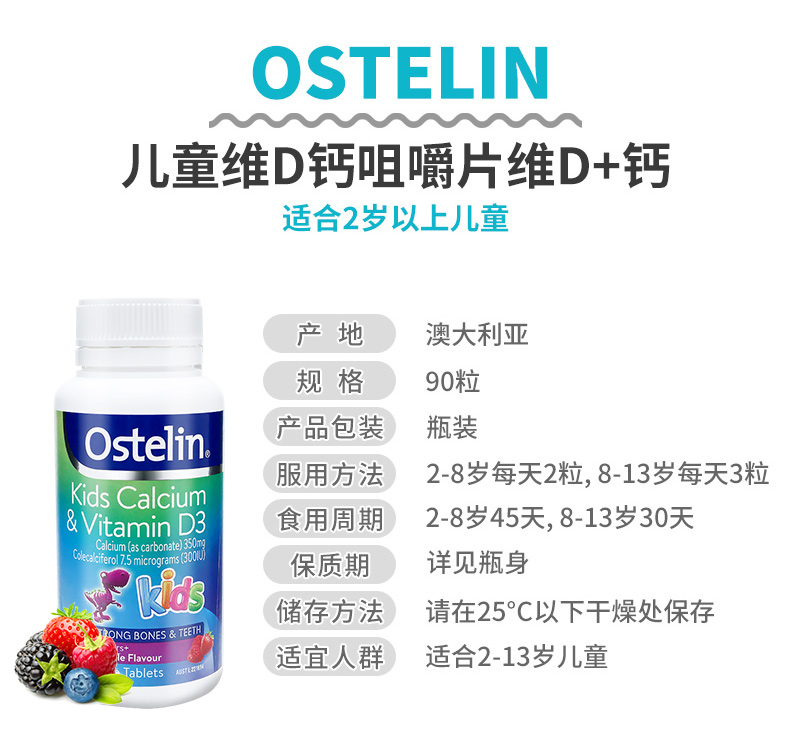 OSTELIN
儿童维D钙咀嚼片维D+钙
适合2岁以上儿童
产 地 澳大利亚
规 格 90粒
产品包装 瓶装
服用方法 2-8岁每天2粒, 8-13岁每天3粒
食用周期 2-8岁45天, 8-13岁30天
保质期 详见瓶身
储存方法 请在25°C以下干燥处保存
适宜人群 适合2-13岁儿童
Ostelin®
Kids Calcium
& Vitamin D3
Calcium (as carbonate) 350mg
Colecalciferol 7.5 micrograms (300IU)
kids
BONES & TEETH
Flavour
Tablets